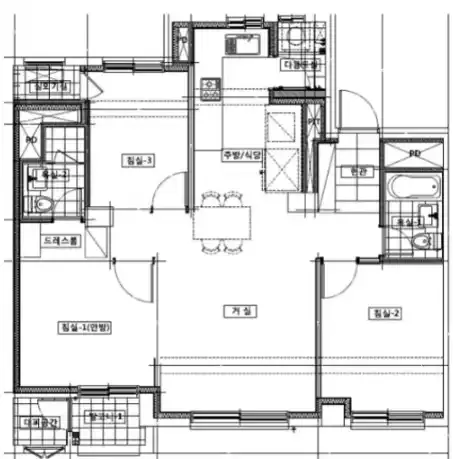 실외기실
다용도실
PD
침실-3
주방/식당
PD
현관
PD
욕실-2
욕실-1
드레스룸
거 실
침실-1(안방)
침실-2
대피공간
발코니-1